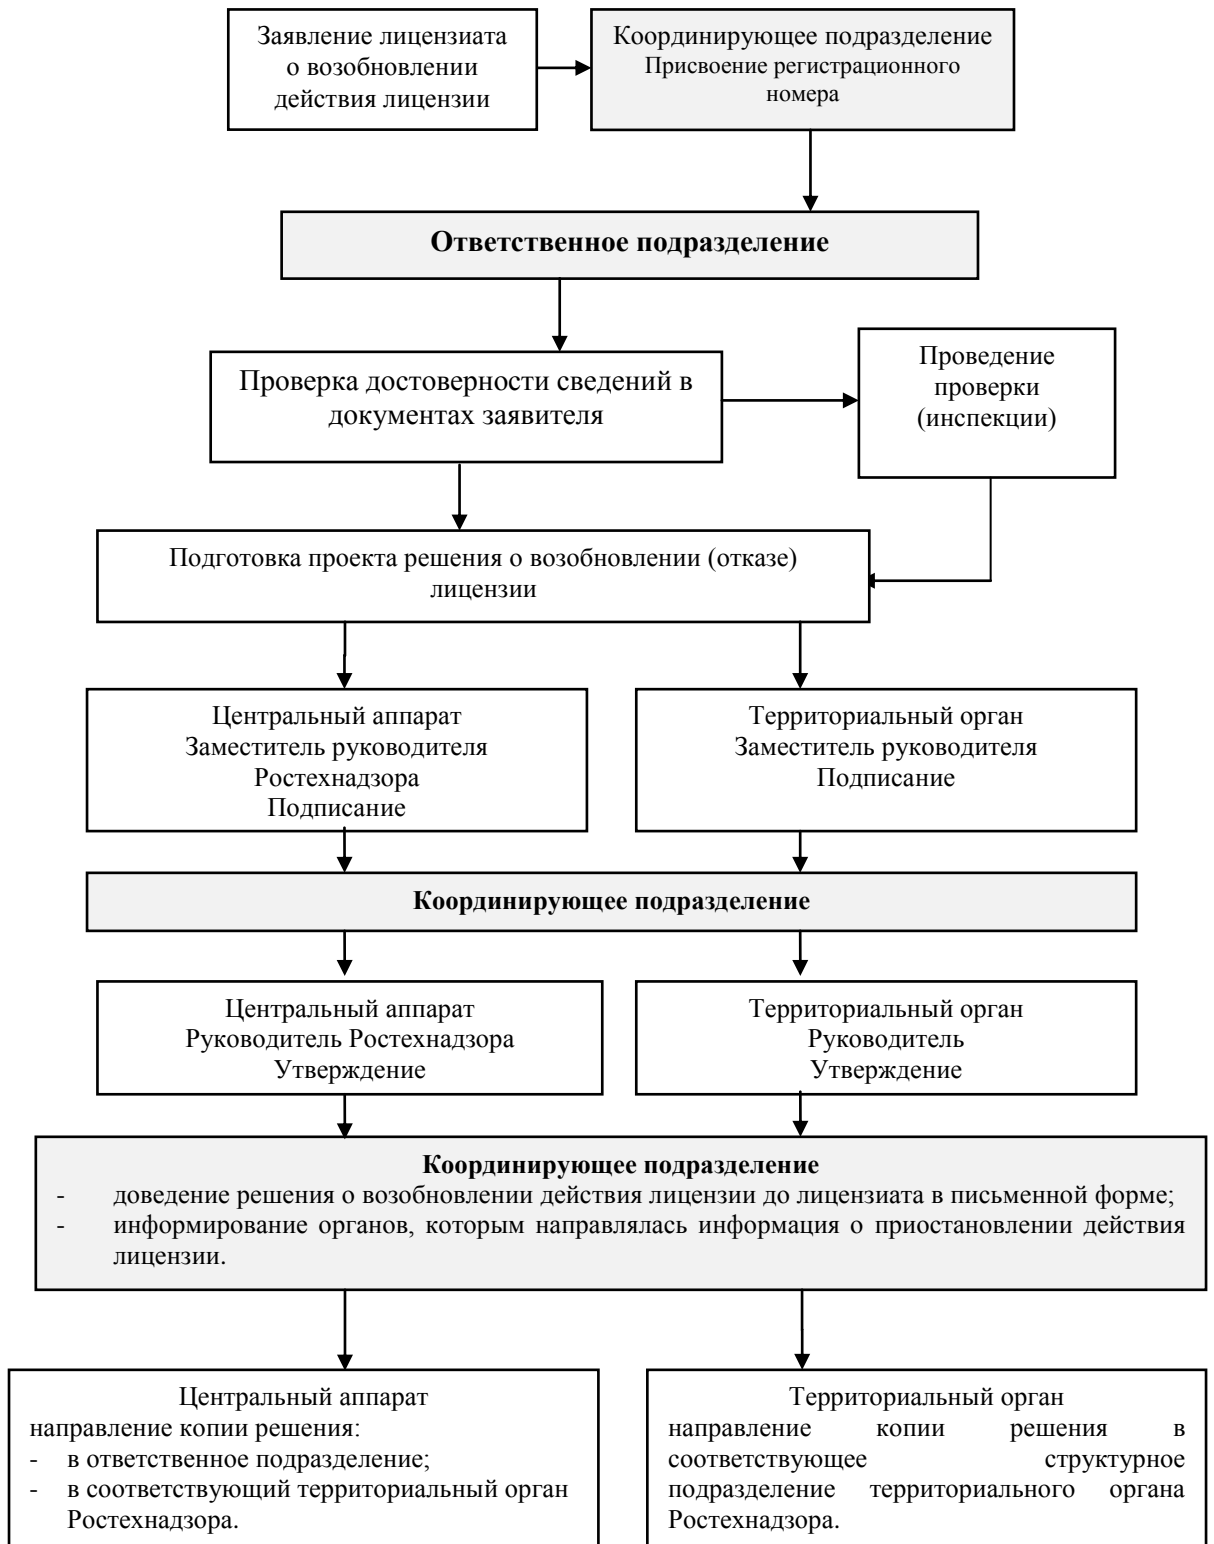 Заявление лицензиата
о возобновлении
действия лицензии
Координирующее подразделение
Присвоение регистрационного
номера
Ответственное подразделение
Проверка достоверности сведений в
документах заявителя
Проведение
проверки
(инспекции)
Подготовка проекта решения о возобновлении (отказе)
лицензии
Центральный аппарат
Заместитель руководителя
Ростехнадзора
Подписание
Территориальный орган
Заместитель руководителя
Подписание
Координирующее подразделение
Центральный аппарат
Руководитель Ростехнадзора
Утверждение
Территориальный орган
Руководитель
Утверждение
Координирующее подразделение
- доведение решения о возобновлении действия лицензии до лицензиата в письменной форме;
- информирование органов, которым направлялась информация о приостановлении действия
лицензии.
Центральный аппарат
направление копии решения:
- в ответственное подразделение;
- в соответствующий территориальный орган
Ростехнадзора.
Территориальный орган
направление копии решения в
соответствующее структурное
подразделение территориального органа
Ростехнадзора.